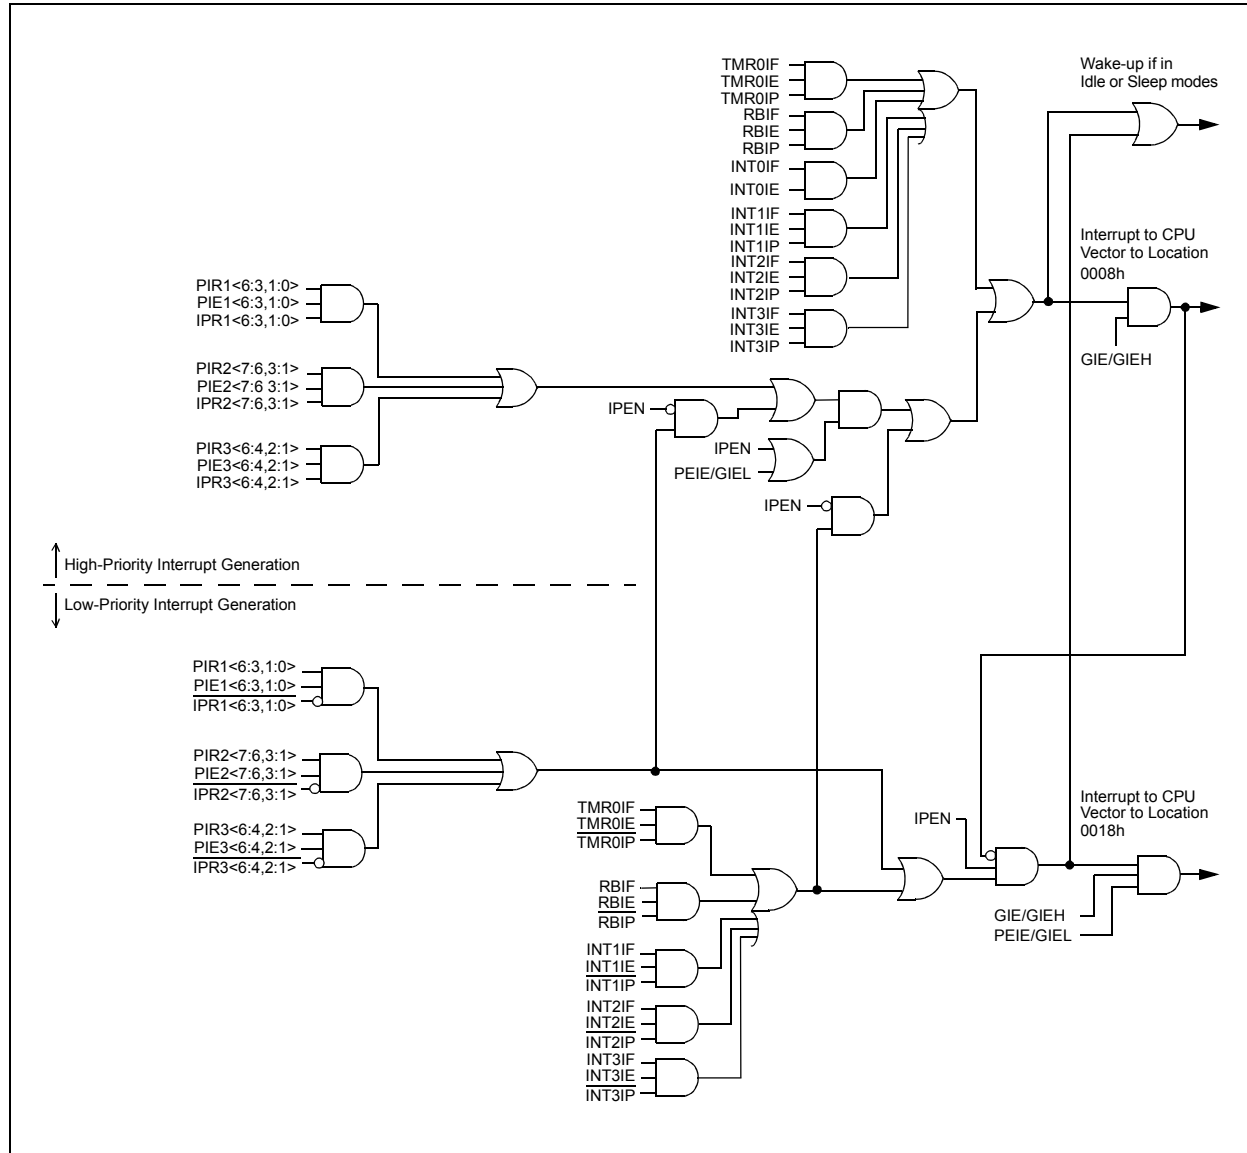 TMR0IF
TMR0IE
TMR0IP
RBIF
RBIE
RBIP
INT0IF
INT0IE
INT1IF
INT1IE
INT1IP
INT2IF
INT2IE
INT2IP
INT3IF
INT3IE
INT3IP
Wake-up if in
Idle or Sleep modes
Interrupt to CPU
Vector to Location
0008h
GIE/GIEH
PIR1<6:3,1:0>
PIE1<6:3,1:0>
IPR1<6:3,1:0>
PIR2<7:6,3:1>
PIE2<7:6 3:1>
IPR2<7:6,3:1>
PIR3<6:4,2:1>
PIE3<6:4,2:1>
IPR3<6:4,2:1>
IPEN
IPEN
PEIE/GIEL
IPEN
High-Priority Interrupt Generation
Low-Priority Interrupt Generation
PIR1<6:3,1:0>
PIE1<6:3,1:0>
IPR1<6:3,1:0>
PIR2<7:6,3:1>
PIE2<7:6,3:1>
IPR2<7:6,3:1>
PIR3<6:4,2:1>
PIE3<6:4,2:1>
IPR3<6:4,2:1>
TMR0IF
TMR0IE
TMR0IP
RBIF
RBIE
RBIP
INT1IF
INT1IE
INT1IP
INT2IF
INT2IE
INT2IP
INT3IF
INT3IE
INT3IP
IPEN
Interrupt to CPU
Vector to Location
0018h
GIE/GIEH
PEIE/GIEL